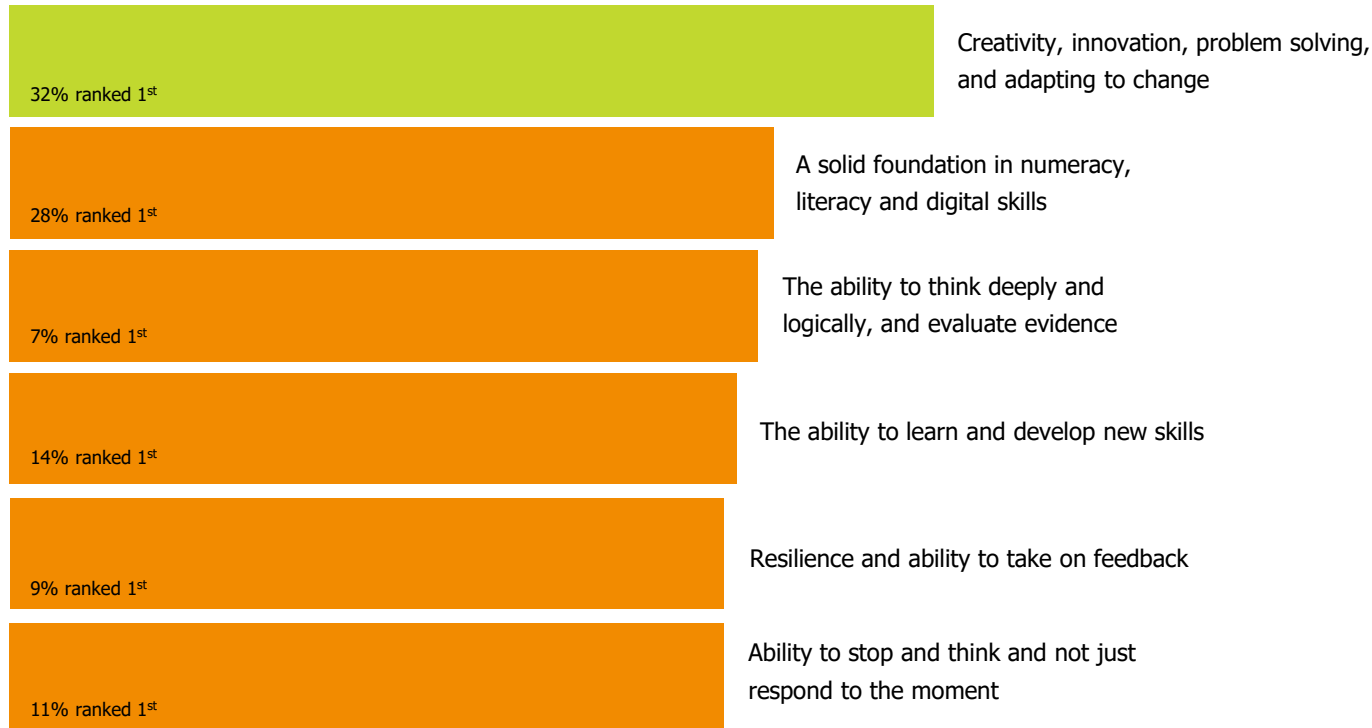 32% ranked 1st
Creativity, innovation, problem solving,
and adapting to change
28% ranked 1st
A solid foundation in numeracy,
literacy and digital skills
7% ranked 1st
The ability to think deeply and
logically, and evaluate evidence
14% ranked 1st
The ability to learn and develop new skills
9% ranked 1st
Resilience and ability to take on feedback
11% ranked 1st
Ability to stop and think and not just
respond to the moment